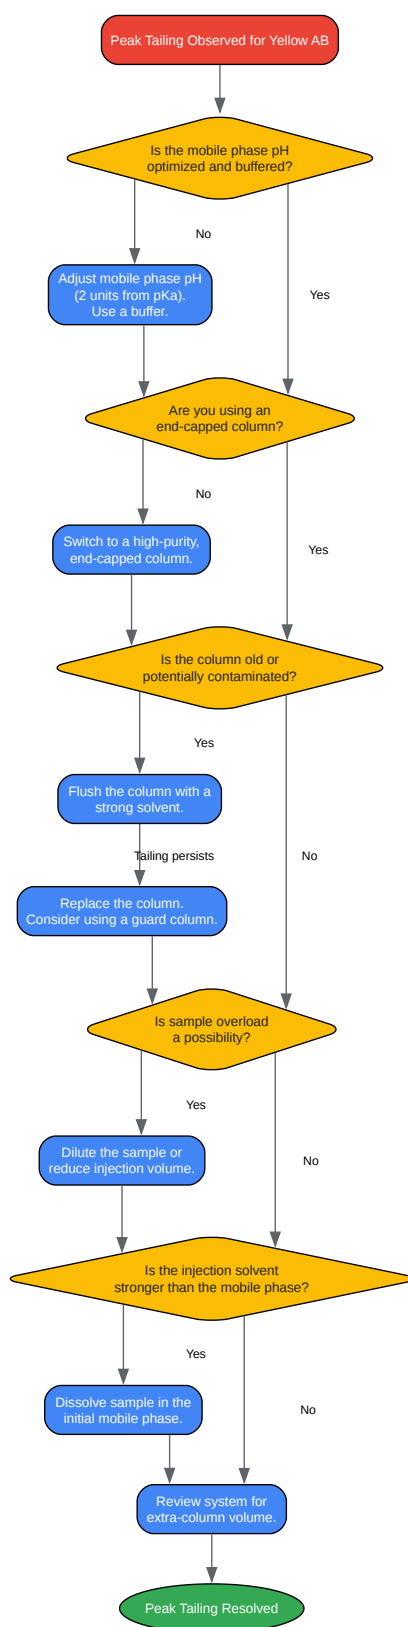 Peak Tailing Observed for Yellow AB
Is the mobile phase pH
optimized and buffered?
No
Adjust mobile phase pH
(2 units from pKa).
Use a buffer.
Yes
Are you using an
end-capped column?
No
Switch to a high-purity,
end-capped column.
Yes
Is the column old or
potentially contaminated?
Yes
Flush the column with a
strong solvent.
Tailing persists
No
Replace the column.
Consider using a guard column.
Is sample overload
a possibility?
Yes
Dilute the sample or
reduce injection volume.
No
Is the injection solvent
stronger than the mobile phase?
Yes
Dissolve sample in the
initial mobile phase.
No
Review system for
extra-column volume.
Peak Tailing Resolved